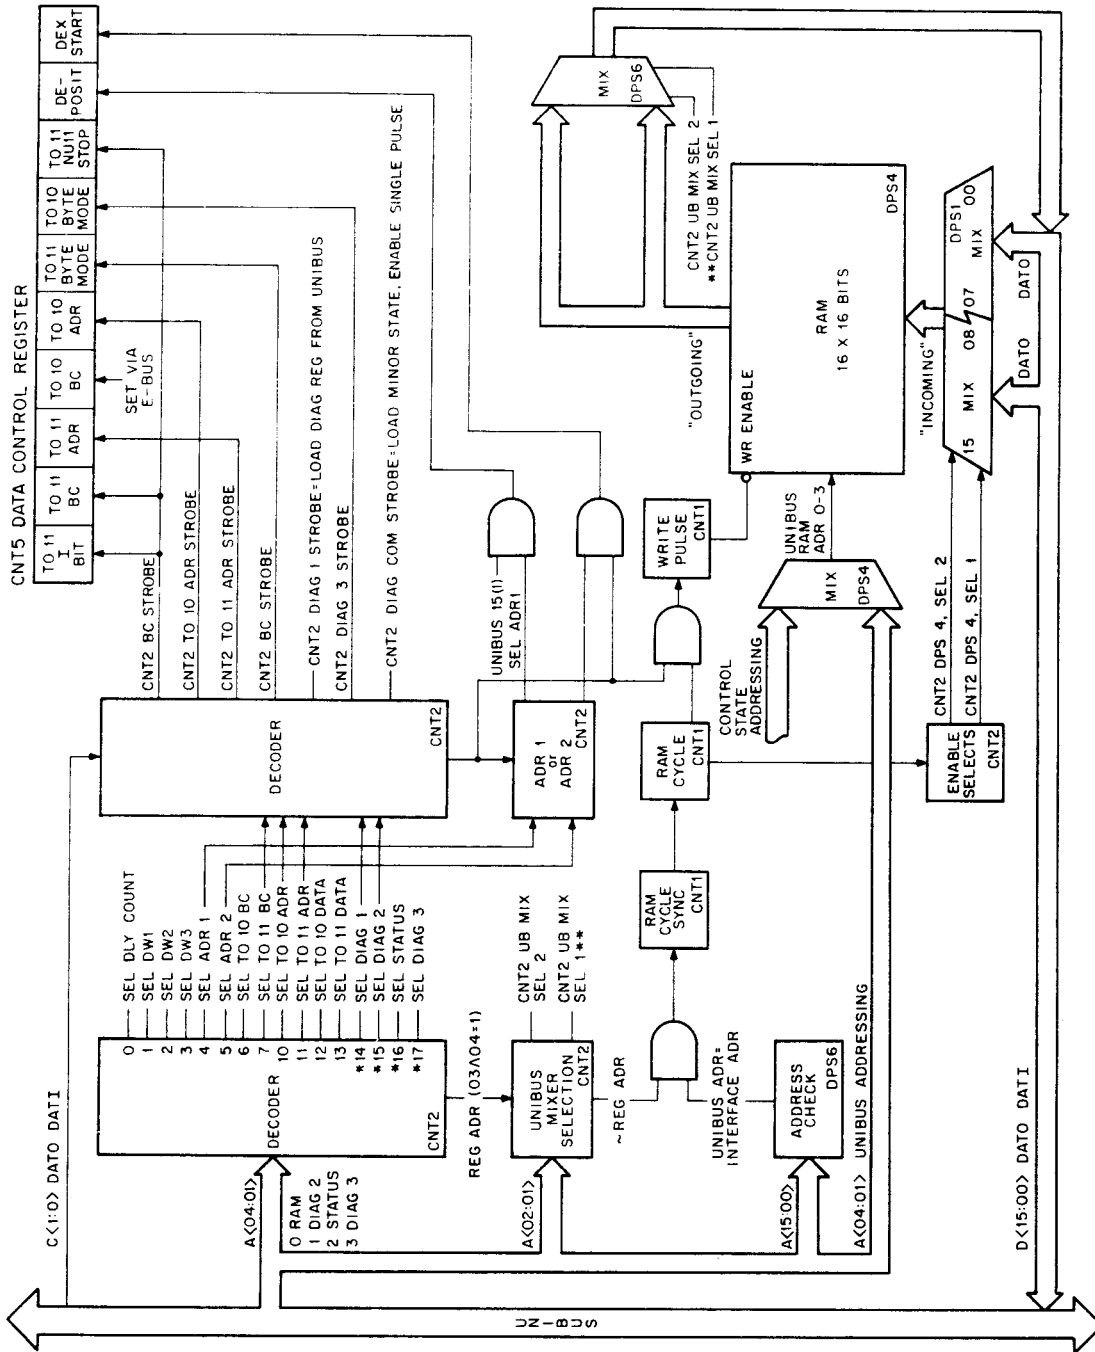 CNT5 DATA CONTROL REGISTER
TO 11
I
BIT
TO 11
BC
TO 11
ADR
TO 10
BC
TO 10
ADR
TO 11
BYTE
MODE
TO 10
BYTE
MODE
TO 11
NU11
STOP
DE-
POSIT
DEX
START
SET VIA
E-BUS
CNT2 BC STROBE
CNT2 TO 10 ADR STROBE
CNT2 TO 11 ADR STROBE
CNT2 BC STROBE
CNT2 DIAG 1 STROBE=LOAD DIAG REG FROM UNIBUS
CNT2 DIAG 3 STROBE
CNT2 DIAG COM STROBE=LOAD MINOR STATE, ENABLE SINGLE PULSE
C<1:0> DATO DATI
DECODER
CNT2
UNIBUS 15(1)
SEL ADR1
ADR 1
or
ADR 2
CNT2
A<04:01>
DECODER
CNT2
0 SEL DLY COUNT
1 SEL DW1
2 SEL DW2
3 SEL DW3
4 SEL ADR 1
5 SEL ADR 2
6 SEL TO 10 BC
7 SEL TO 11 BC
10 SEL TO 10 ADR
11 SEL TO 11 ADR
12 SEL TO 10 DATA
13 SEL TO 11 DATA
*14 SEL DIAG 1
*15 SEL DIAG 2
*16 SEL STATUS
*17 SEL DIAG 3
0 RAM
1 DIAG 2
2 STATUS
3 DIAG 3
REG ADR (03∧04=1)
A<02:01>
UNIBUS
MIXER
SELECTION
CNT2
CNT2 UB MIX
SEL 2
CNT2 UB MIX
SEL 1**
~REG ADR
UNIBUS ADR=
INTERFACE ADR
A<15:00>
ADDRESS
CHECK
DPS6
A<04:01> UNIBUS ADDRESSING
RAM
CYCLE
SYNC
CNT1
RAM
CYCLE
CNT1
WRITE
PULSE
CNT1
CONTROL
STATE
ADDRESSING
MIX
DPS4
UNIBUS
RAM
ADR 0-3
WR ENABLE
RAM
16 X 16 BITS
DPS4
"OUTGOING"
"INCOMING"
MIX
DPS6
CNT2 UB MIX SEL 2
**CNT2 UB MIX SEL 1
ENABLE
SELECTS
CNT2
CNT2 DPS 4, SEL 2
CNT2 DPS 4, SEL 1
15 MIX 08 07 MIX 00
DPS1
DATO
DATO
D<15:00> DATO DATI
UNIBUS